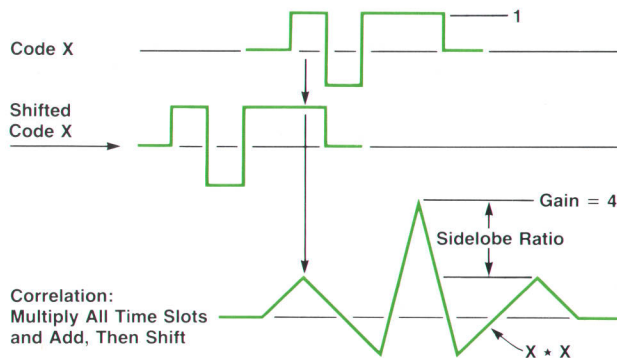 1
Code X
Shifted
Code X
Gain = 4
Sidelobe Ratio
Correlation:
Multiply All Time Slots
and Add, Then Shift
X ⋆ X